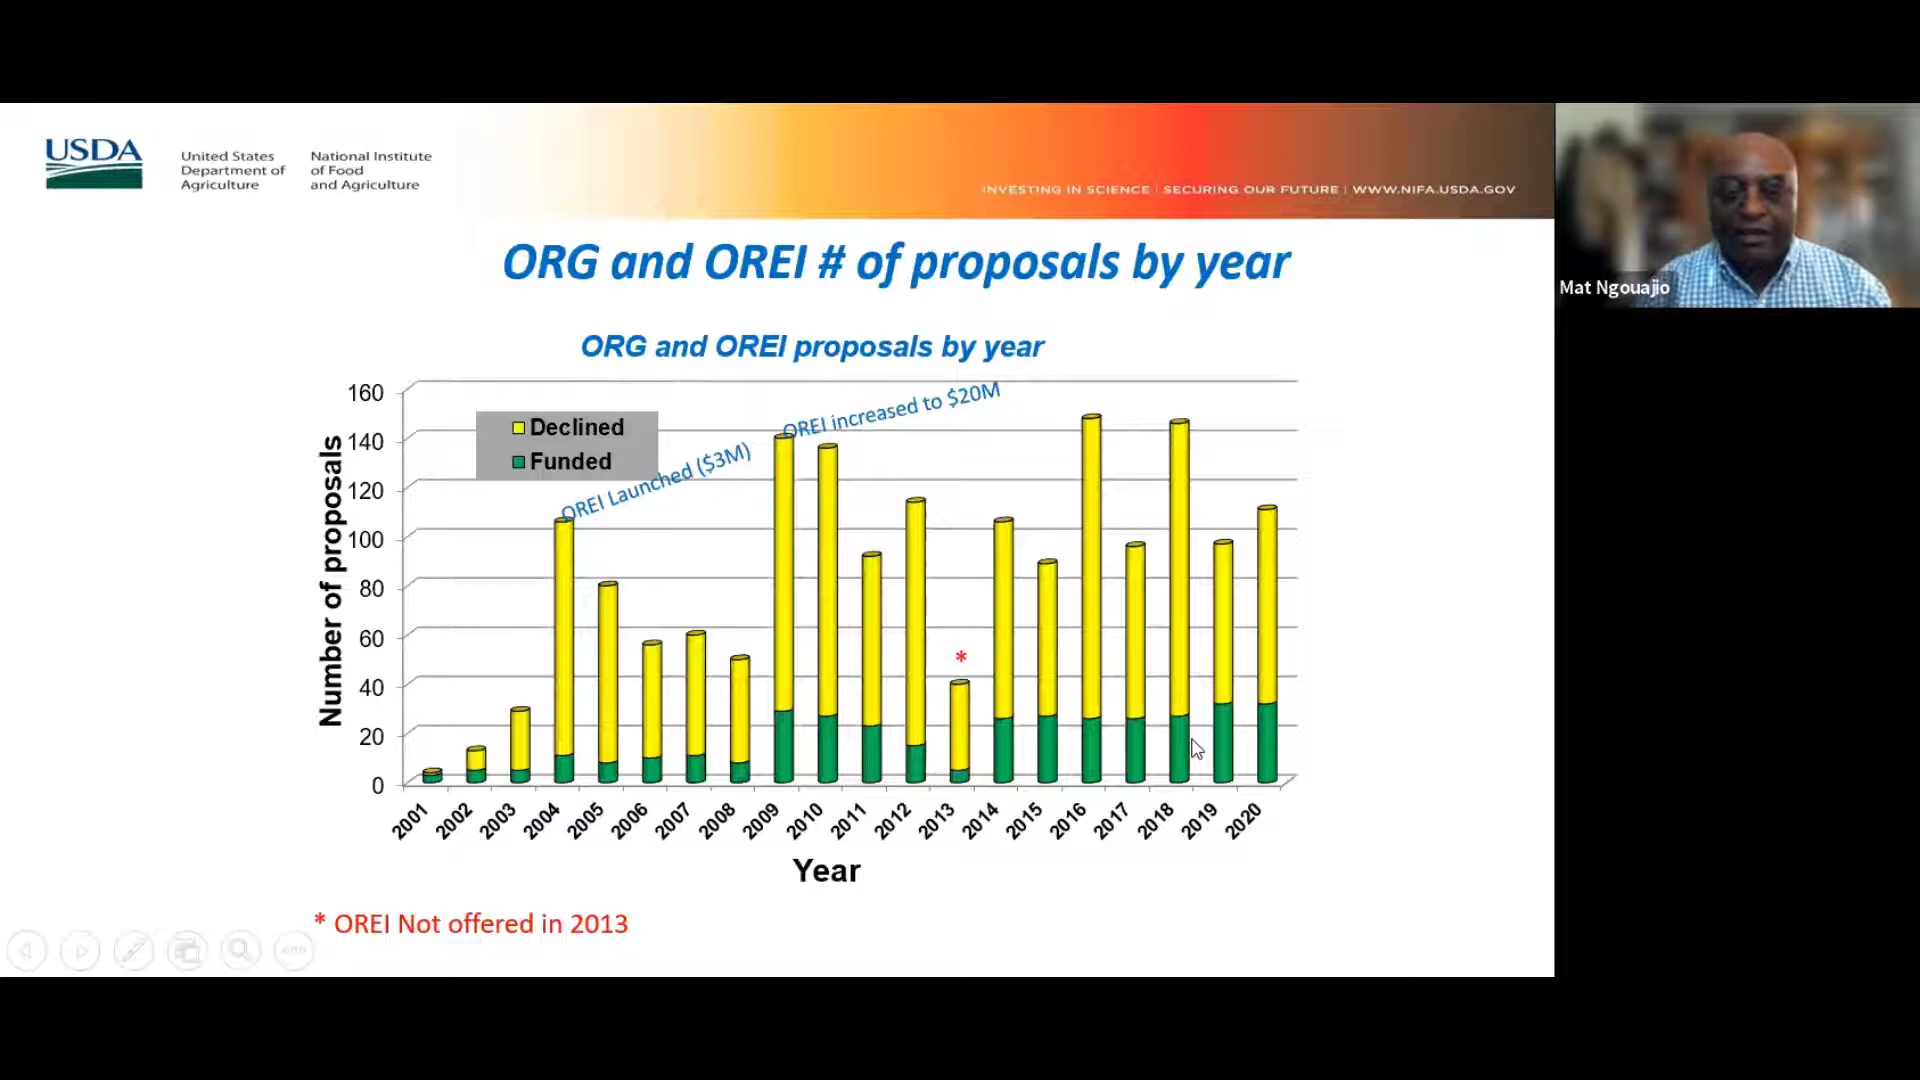 USDA
United States
Department of
Agriculture
National Institute
of Food
and Agriculture
INVESTING IN SCIENCE | SECURING OUR FUTURE | WWW.NIFA.USDA.GOV
Mat Ngouajio
ORG and OREI # of proposals by year
ORG and OREI proposals by year
Declined
Funded
OREI Launched ($3M)
OREI increased to $20M
Number of proposals
160
140
120
100
80
60
40
20
0
*
2001 2002 2003 2004 2005 2006 2007 2008 2009 2010 2011 2012 2013 2014 2015 2016 2017 2018 2019 2020
Year
* OREI Not offered in 2013